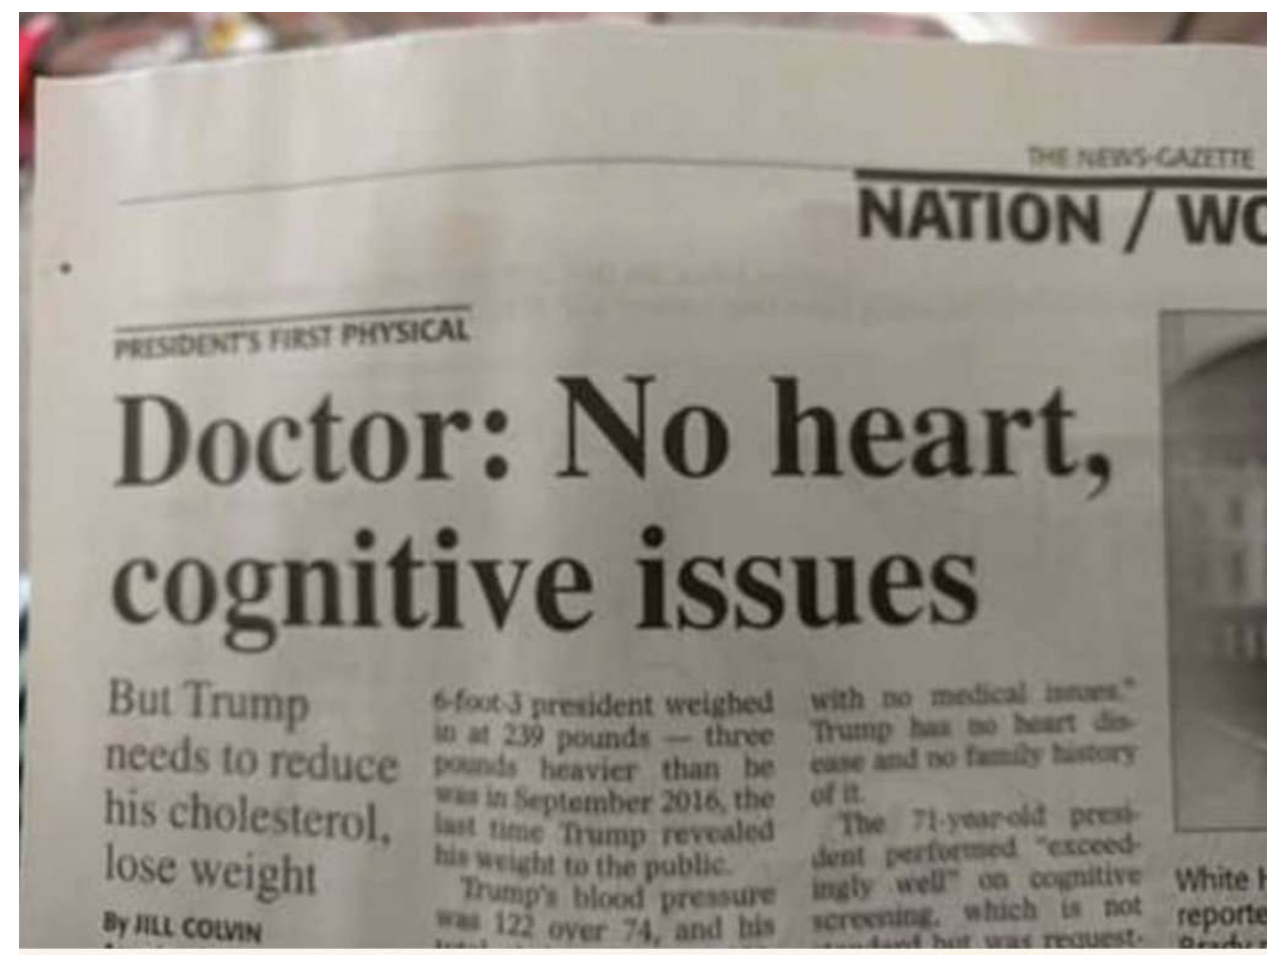 THE NEWS-GAZETTE
NATION / WO
PRESIDENT'S FIRST PHYSICAL
Doctor: No heart,
cognitive issues
But Trump
needs to reduce
his cholesterol,
lose weight
By JILL COLVIN
6-foot-3 president weighed
in at 239 pounds — three
pounds heavier than he
was in September 2016, the
last time Trump revealed
his weight to the public.
Trump's blood pressure
was 122 over 74, and his
with no medical issues."
Trump has no heart dis-
ease and no family history
of it.
The 71-year-old presi-
dent performed "exceed-
ingly well" on cognitive
screening, which is not
standard but was request-
White H
reporte